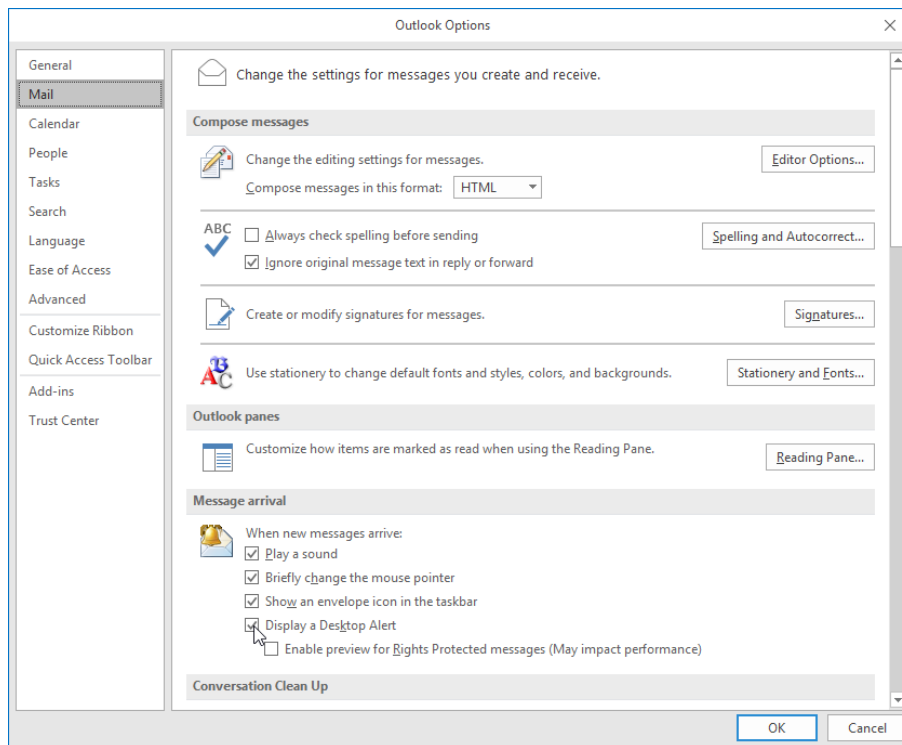 Outlook Options
General
Mail
Calendar
People
Tasks
Search
Language
Ease of Access
Advanced
Customize Ribbon
Quick Access Toolbar
Add-ins
Trust Center
Change the settings for messages you create and receive.
Compose messages
Change the editing settings for messages.
Editor Options...
Compose messages in this format: HTML
ABC
Always check spelling before sending
Spelling and Autocorrect...
Ignore original message text in reply or forward
Create or modify signatures for messages.
Signatures...
Use stationery to change default fonts and styles, colors, and backgrounds.
Stationery and Fonts...
Outlook panes
Customize how items are marked as read when using the Reading Pane.
Reading Pane...
Message arrival
When new messages arrive:
Play a sound
Briefly change the mouse pointer
Show an envelope icon in the taskbar
Display a Desktop Alert
Enable preview for Rights Protected messages (May impact performance)
Conversation Clean Up
OK
Cancel